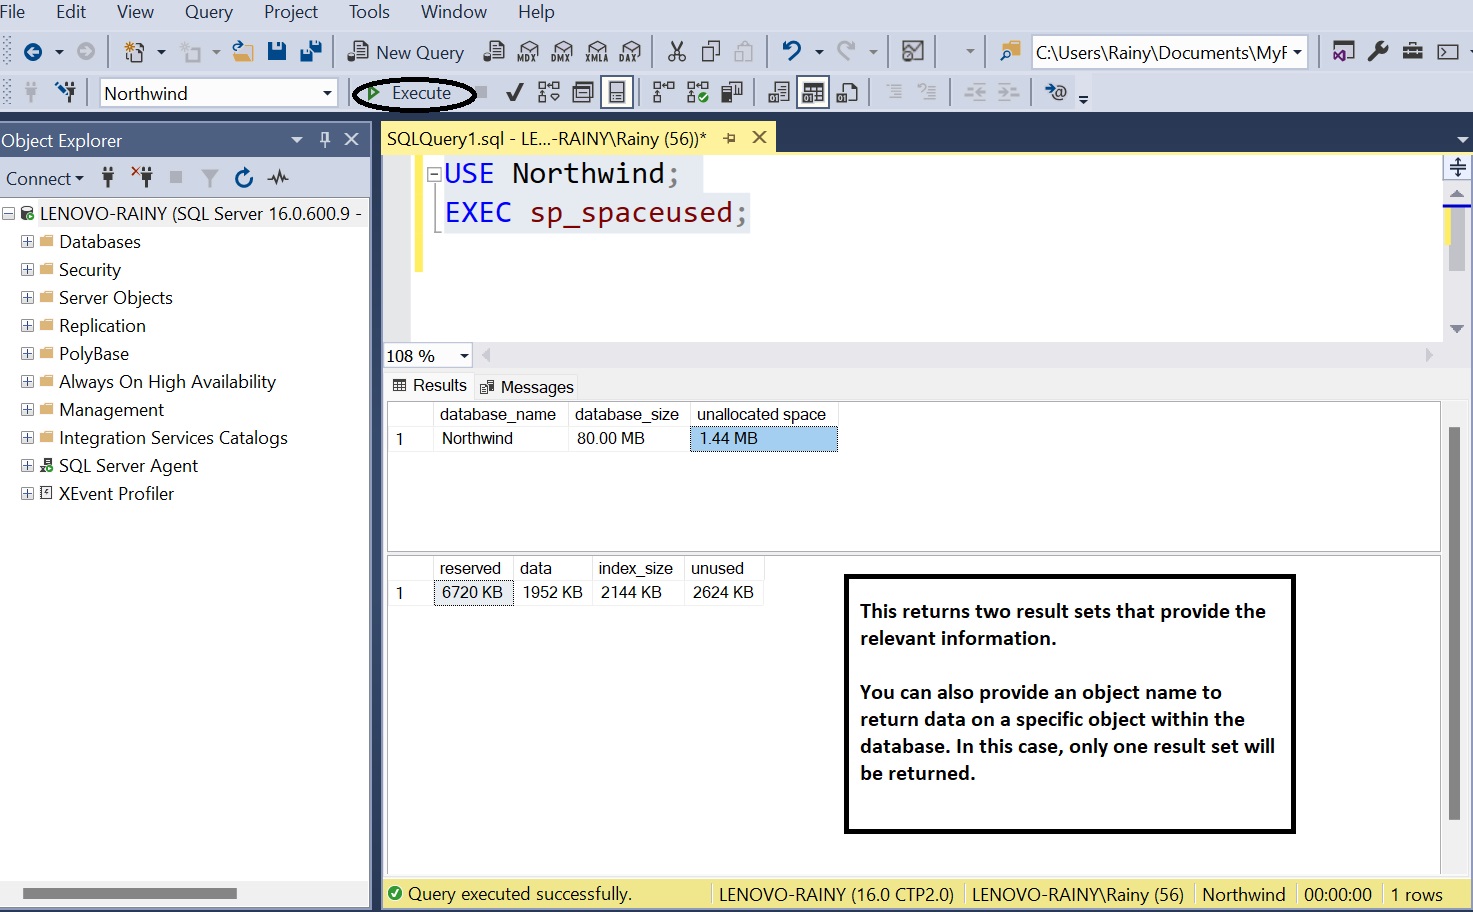 File Edit View Query Project Tools Window Help
New Query MDX DMX XMLA DAX C:\Users\Rainy\Documents\MyF
Northwind Execute
Object Explorer
Connect
LENOVO-RAINY (SQL Server 16.0.600.9 -
Databases
Security
Server Objects
Replication
PolyBase
Always On High Availability
Management
Integration Services Catalogs
SQL Server Agent
XEvent Profiler
SQLQuery1.sql - LE...-RAINY\Rainy (56))*
USE Northwind;
EXEC sp_spaceused;
108 %
Results Messages
database_name database_size unallocated space
1 Northwind 80.00 MB 1.44 MB
reserved data index_size unused
1 6720 KB 1952 KB 2144 KB 2624 KB
This returns two result sets that provide the
relevant information.
You can also provide an object name to
return data on a specific object within the
database. In this case, only one result set will
be returned.
Query executed successfully. LENOVO-RAINY (16.0 CTP2.0) LENOVO-RAINY\Rainy (56) Northwind 00:00:00 1 rows